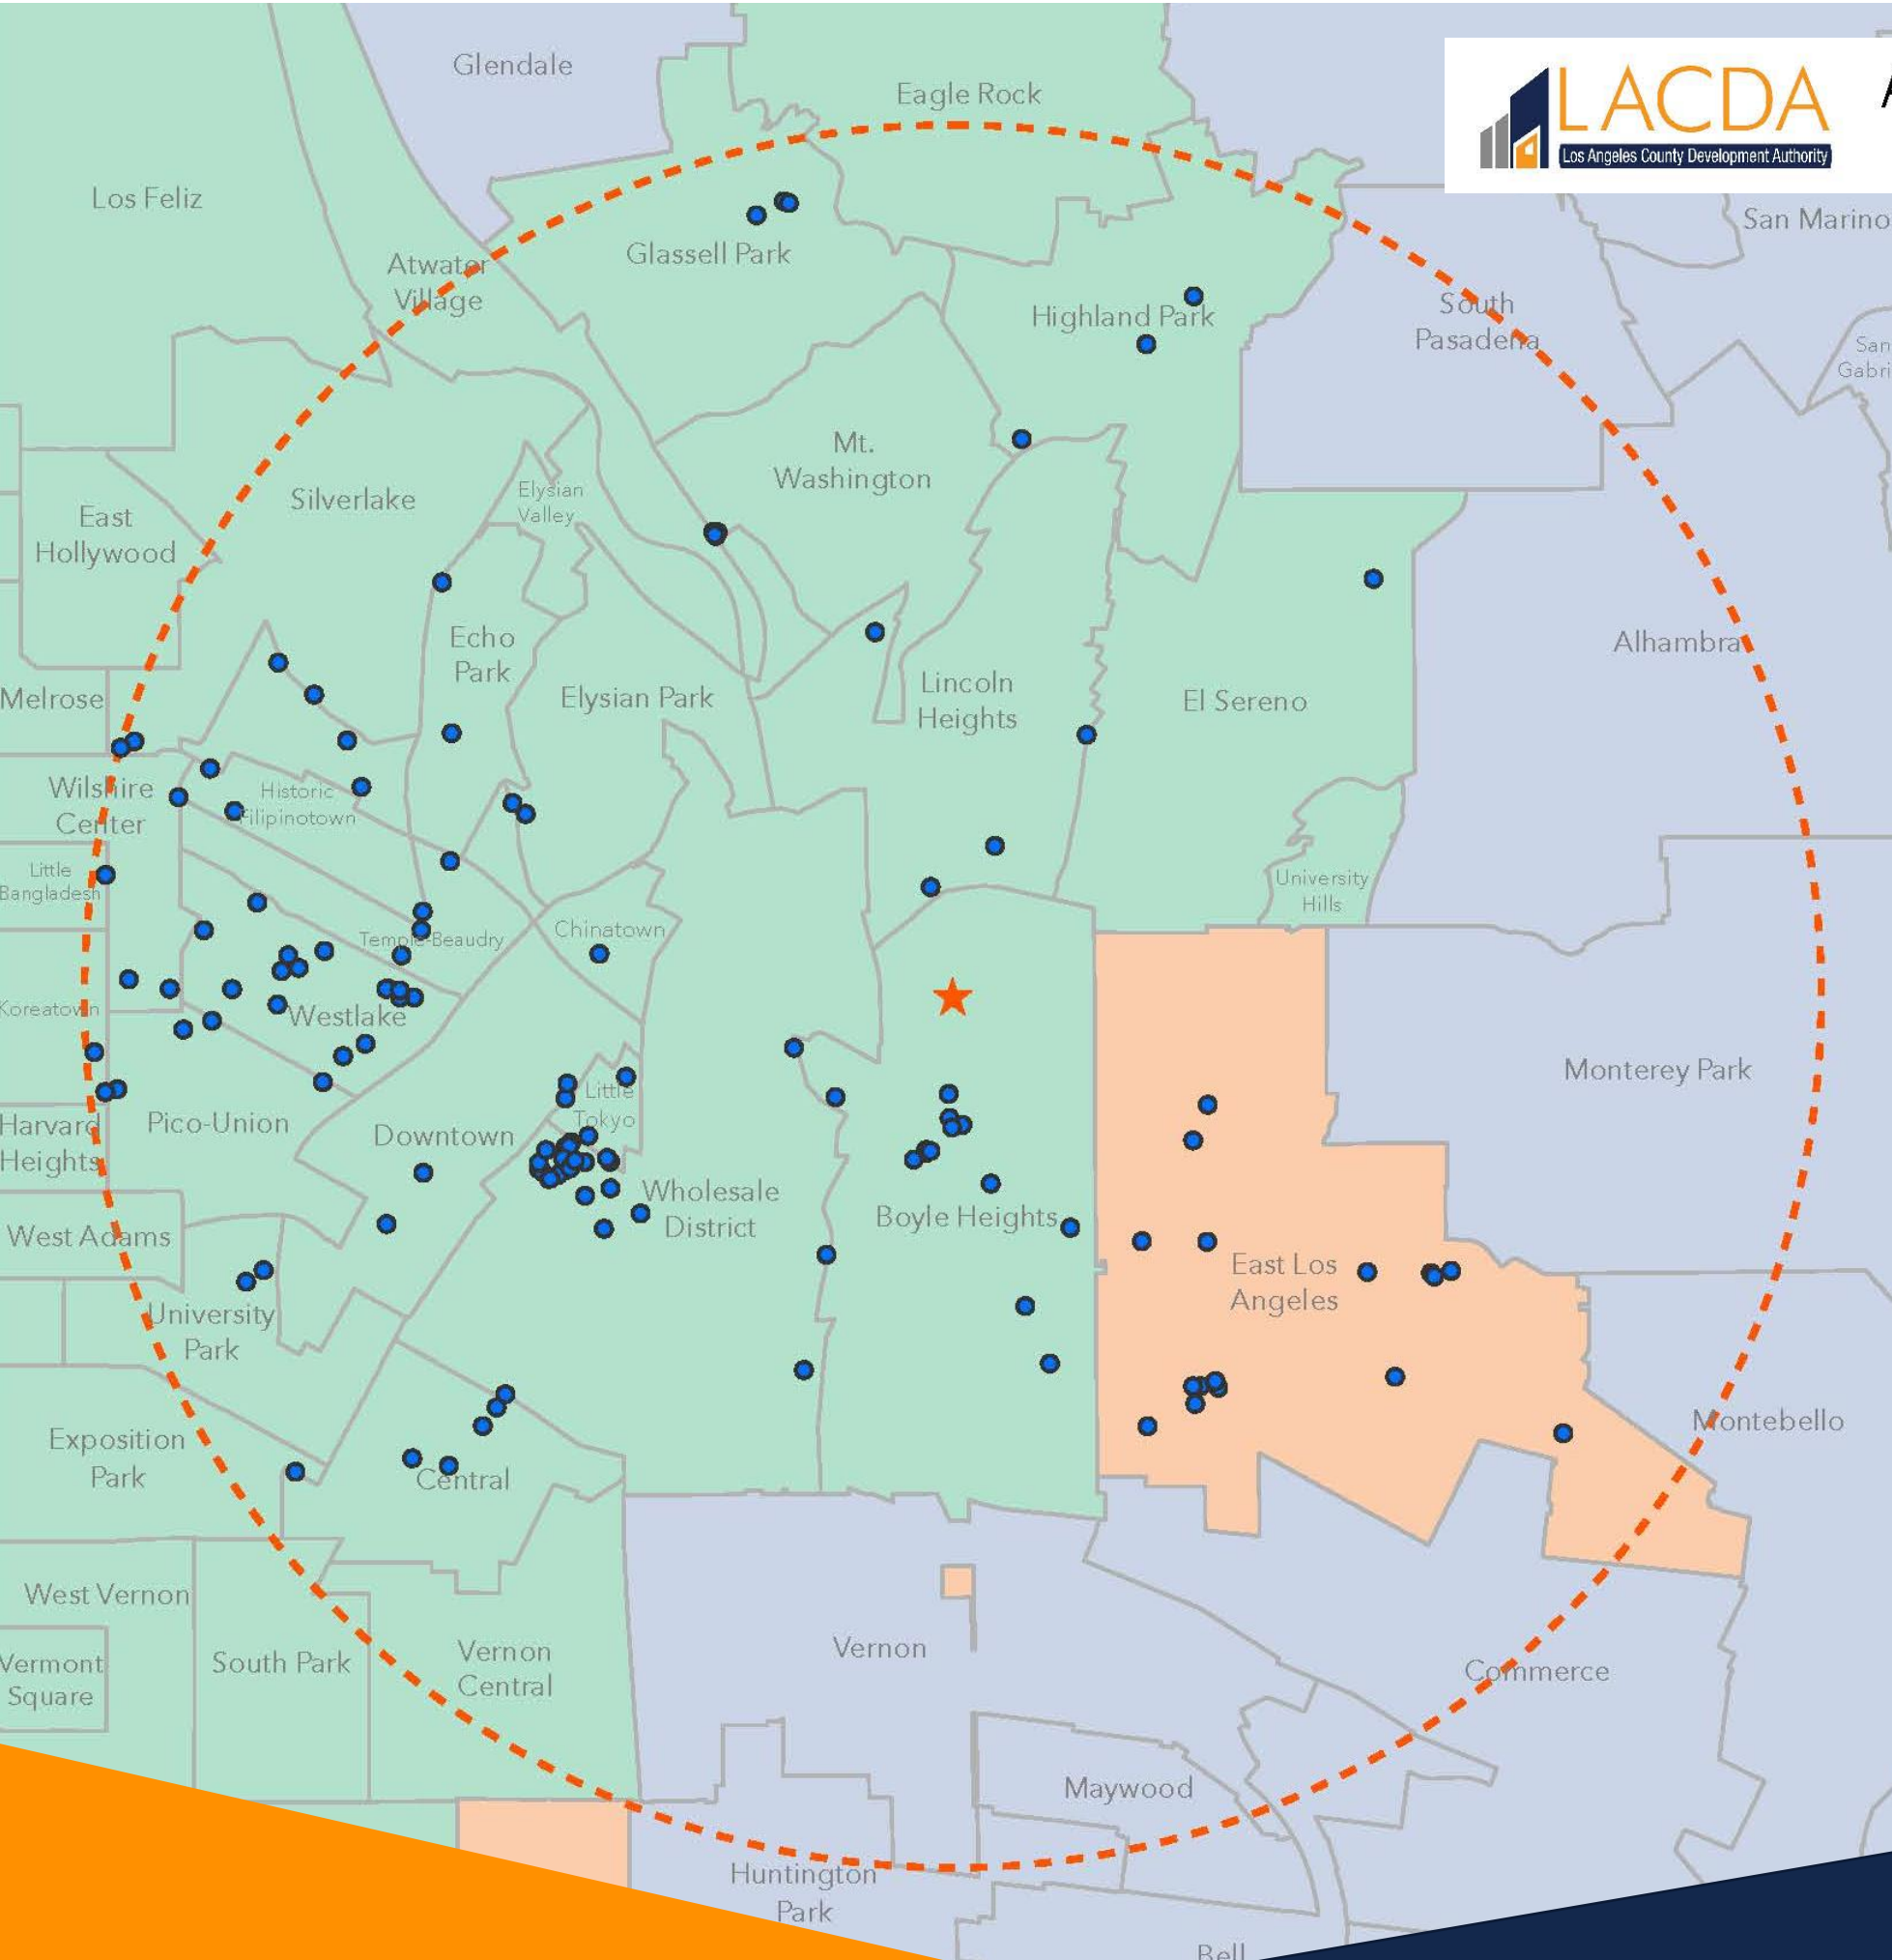 Glendale
Eagle Rock
LACDA
Los Angeles County Development Authority
Los Feliz
San Marino
Glassell Park
Atwater
Village
Highland Park
South
Pasadena
San
Gabri
Mt.
Washington
Silverlake
Elysian
Valley
East
Hollywood
Echo
Park
Alhambra
Melrose
Elysian Park
Lincoln
Heights
El Sereno
Wilshire
Center
Historic
Filipinotown
Little
Bangladesh
University
Hills
Temple-Beaudry
Chinatown
Koreatown
Westlake
Monterey Park
Little
Tokyo
Harvard
Heights
Pico-Union
Downtown
Wholesale
District
Boyle Heights
West Adams
East Los
Angeles
University
Park
Montebello
Exposition
Park
Central
West Vernon
Vernon
South Park
Vernon
Central
Vermont
Square
Commerce
Maywood
Huntington
Park
Bell